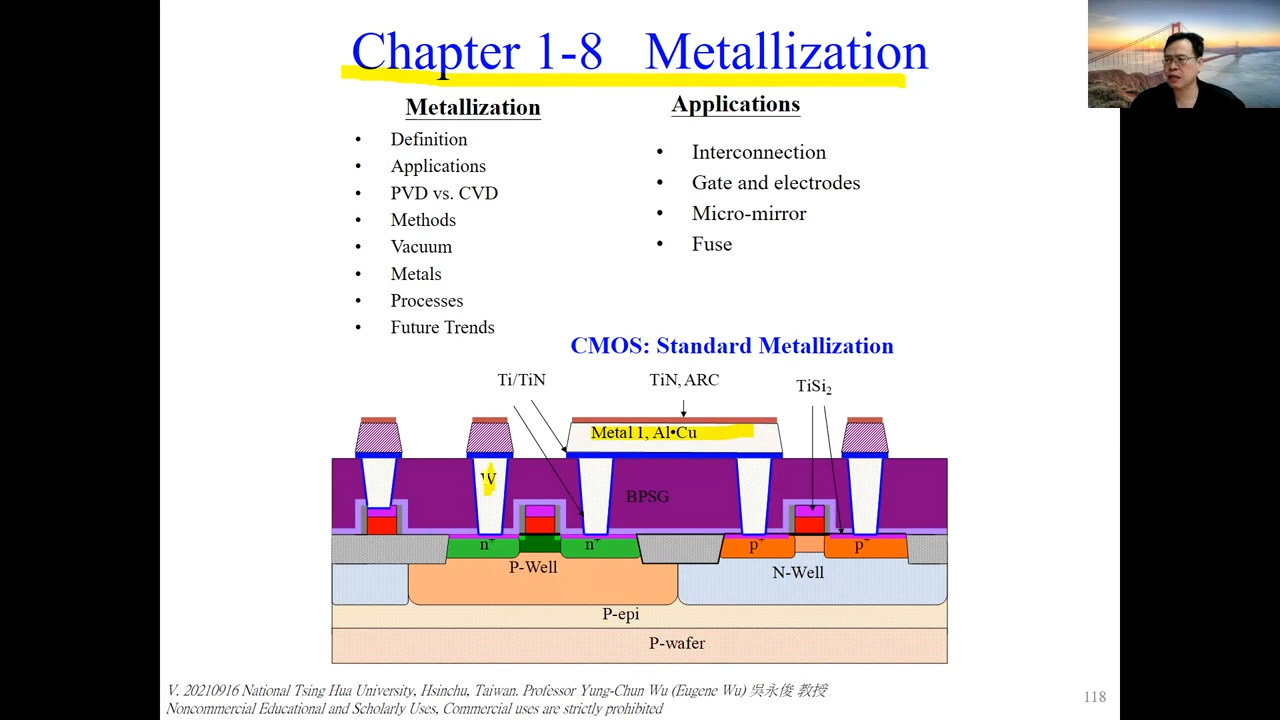 Chapter 1-8 Metallization
Metallization
• Definition
• Applications
• PVD vs. CVD
• Methods
• Vacuum
• Metals
• Processes
• Future Trends
Applications
• Interconnection
• Gate and electrodes
• Micro-mirror
• Fuse
CMOS: Standard Metallization
Ti/TiN
TiN, ARC
TiSi2
Metal 1, Al•Cu
W
BPSG
n+
n+
p+
p+
P-Well
N-Well
P-epi
P-wafer
V. 20210916 National Tsing Hua University, Hsinchu, Taiwan. Professor Yung-Chun Wu (Eugene Wu) 吳永俊 教授
Noncommercial Educational and Scholarly Uses, Commercial uses are strictly prohibited
118